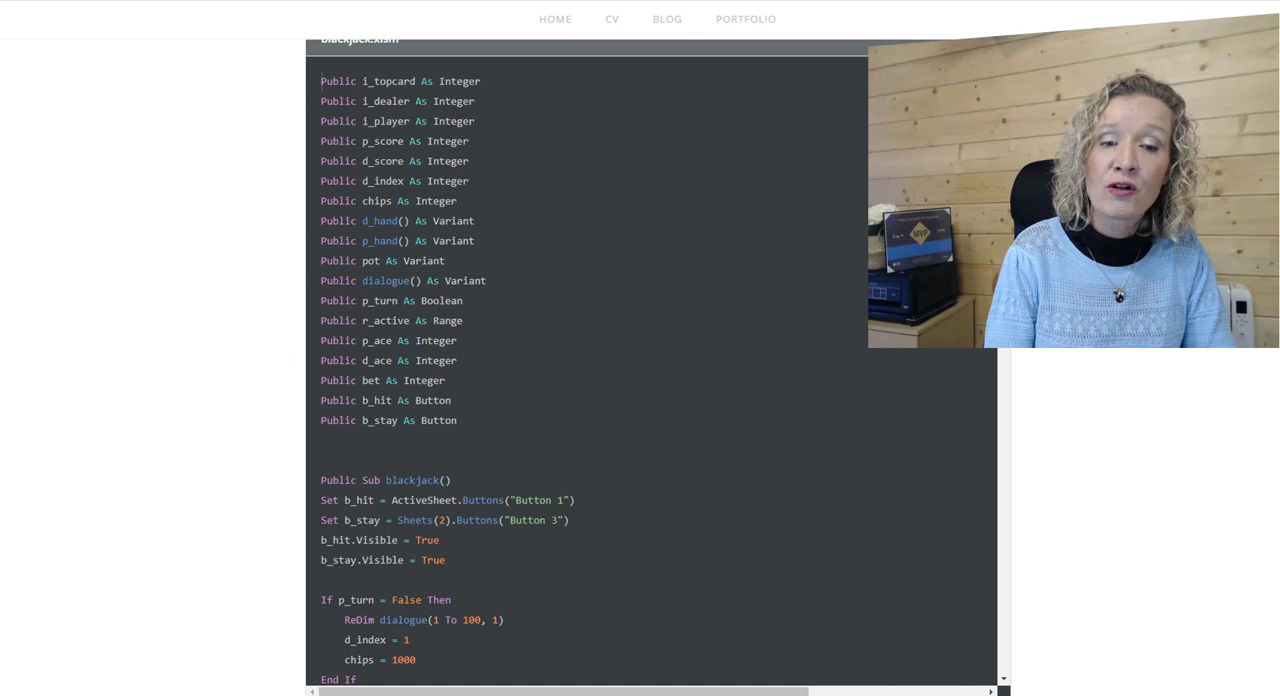 HOME CV BLOG PORTFOLIO
blackjack.xlsm
Public i_topcard As Integer
Public i_dealer As Integer
Public i_player As Integer
Public p_score As Integer
Public d_score As Integer
Public d_index As Integer
Public chips As Integer
Public d_hand() As Variant
Public p_hand() As Variant
Public pot As Variant
Public dialogue() As Variant
Public p_turn As Boolean
Public r_active As Range
Public p_ace As Integer
Public d_ace As Integer
Public bet As Integer
Public b_hit As Button
Public b_stay As Button
Public Sub blackjack()
Set b_hit = ActiveSheet.Buttons("Button 1")
Set b_stay = Sheets(2).Buttons("Button 3")
b_hit.Visible = True
b_stay.Visible = True
If p_turn = False Then
ReDim dialogue(1 To 100, 1)
d_index = 1
chips = 1000
End If
MVP